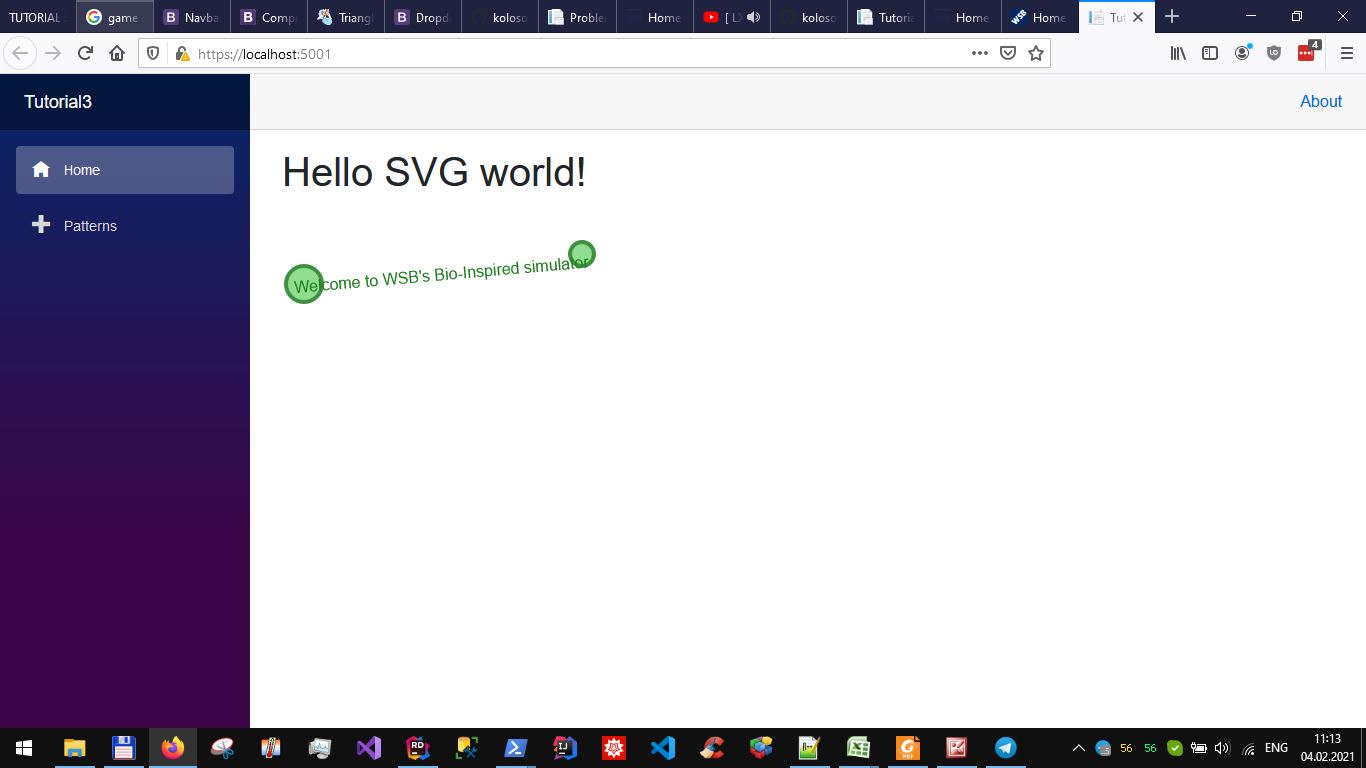 TUTORIAL
game
Navba
Compo
Triang
Dropd
koloso
Proble
Home
koloso
Tutoria
Home
Home
Tut
https://localhost:5001
4
Tutorial3
About
Home
Hello SVG world!
Patterns
Welcome to WSB's Bio-Inspired simulator
56
56
ENG
11:13
04.02.2021